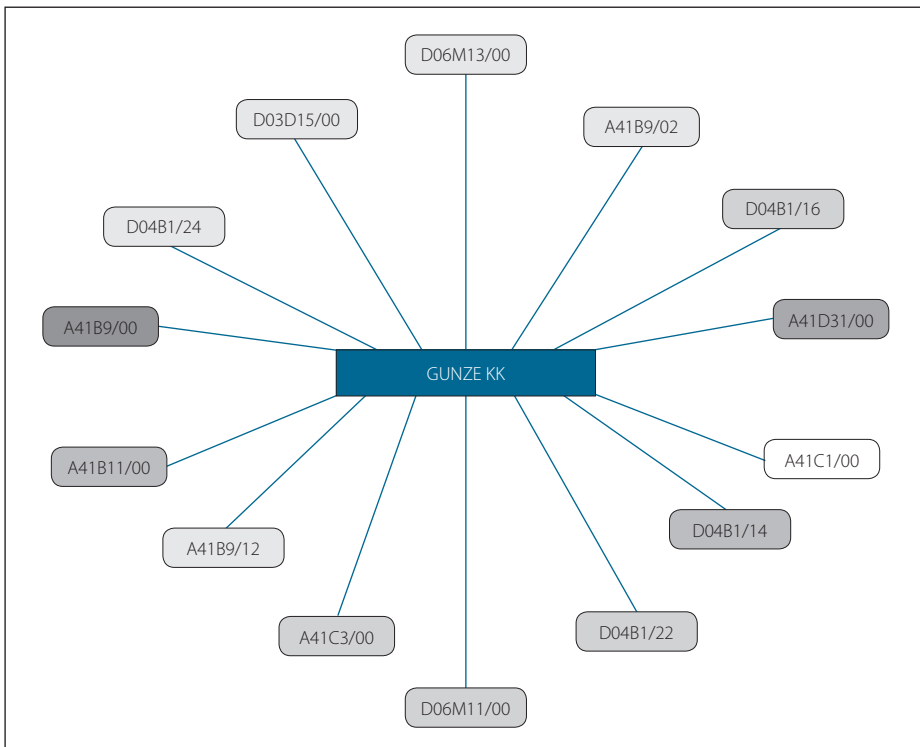 D06M13/00
D03D15/00
A41B9/02
D04B1/24
D04B1/16
A41B9/00
A41D31/00
GUNZE KK
A41B11/00
A41C1/00
A41B9/12
D04B1/14
A41C3/00
D04B1/22
D06M11/00